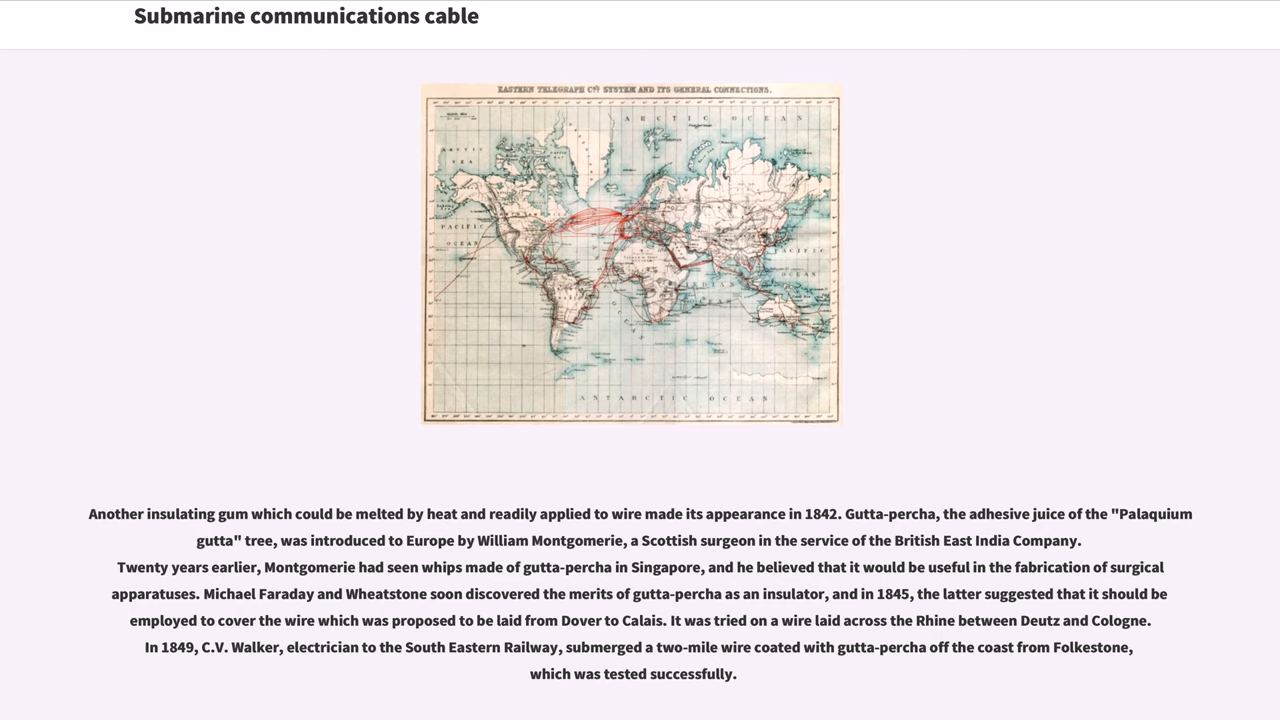 Submarine communications cable
EASTERN TELEGRAPH CO.'S SYSTEM AND ITS GENERAL CONNECTIONS.
ARCTIC OCEAN
PACIFIC
OCEAN
PACIFIC
OCEAN
INDIAN
OCEAN
ANTARCTIC OCEAN
Another insulating gum which could be melted by heat and readily applied to wire made its appearance in 1842. Gutta-percha, the adhesive juice of the "Palaquium
gutta" tree, was introduced to Europe by William Montgomerie, a Scottish surgeon in the service of the British East India Company.
Twenty years earlier, Montgomerie had seen whips made of gutta-percha in Singapore, and he believed that it would be useful in the fabrication of surgical
apparatuses. Michael Faraday and Wheatstone soon discovered the merits of gutta-percha as an insulator, and in 1845, the latter suggested that it should be
employed to cover the wire which was proposed to be laid from Dover to Calais. It was tried on a wire laid across the Rhine between Deutz and Cologne.
In 1849, C.V. Walker, electrician to the South Eastern Railway, submerged a two-mile wire coated with gutta-percha off the coast from Folkestone,
which was tested successfully.